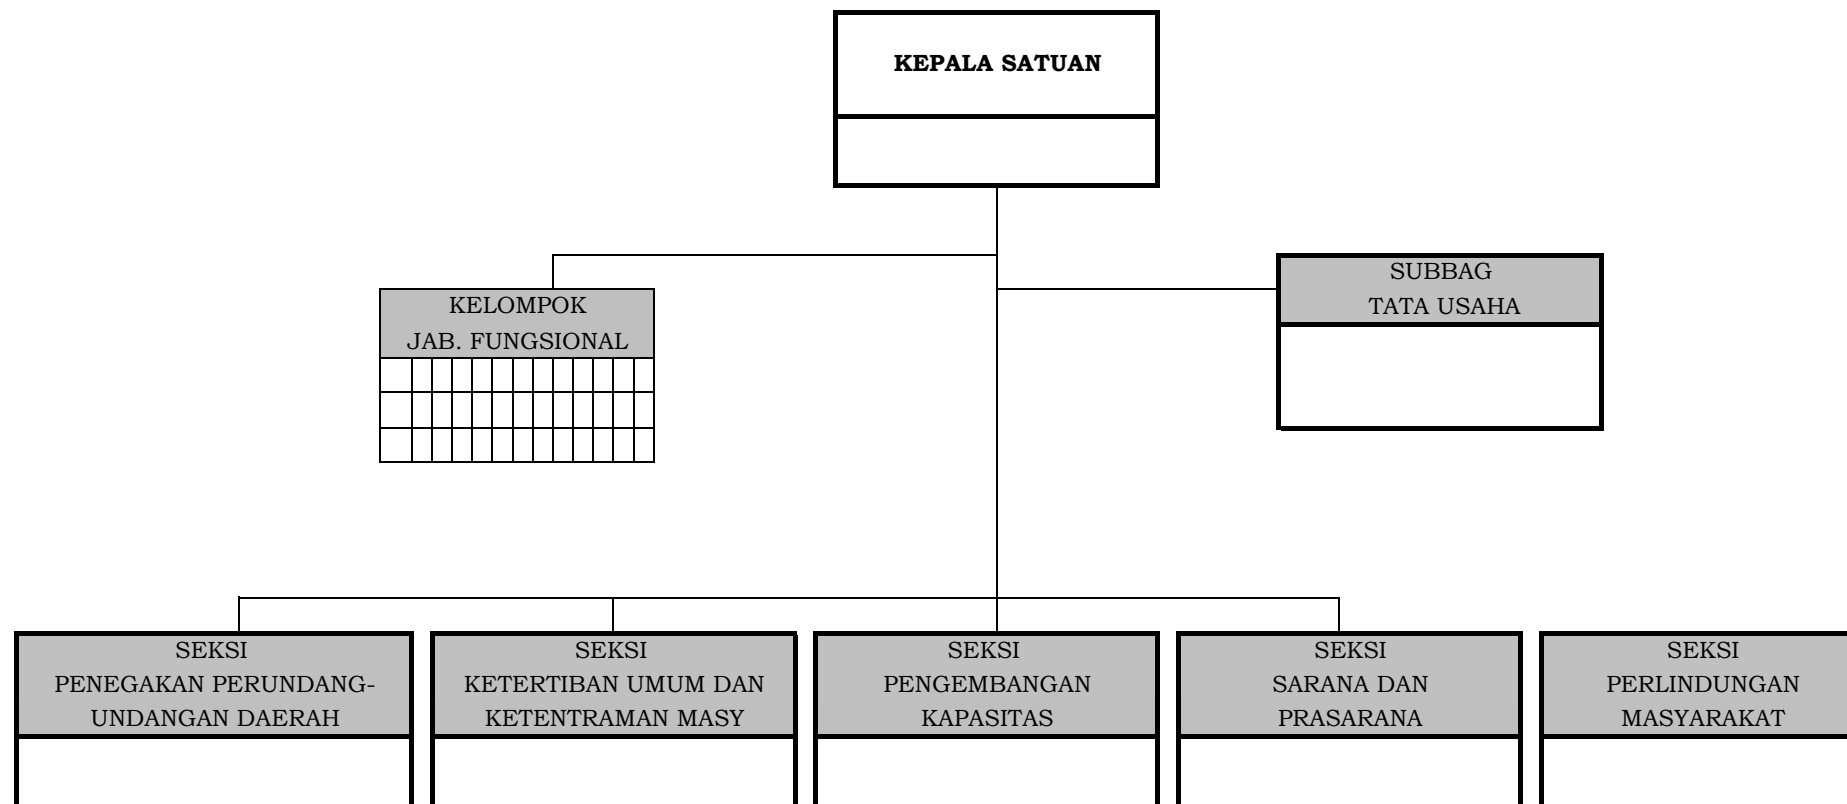 KEPALA SATUAN
SUBBAG
TATA USAHA
KELOMPOK
JAB. FUNGSIONAL
SEKSI
PENEGAKAN PERUNDANG-
UNDANGAN DAERAH
SEKSI
KETERTIBAN UMUM DAN
KETENTRAMAN MASY
SEKSI
PENGEMBANGAN
KAPASITAS
SEKSI
SARANA DAN
PRASARANA
SEKSI
PERLINDUNGAN
MASYARAKAT